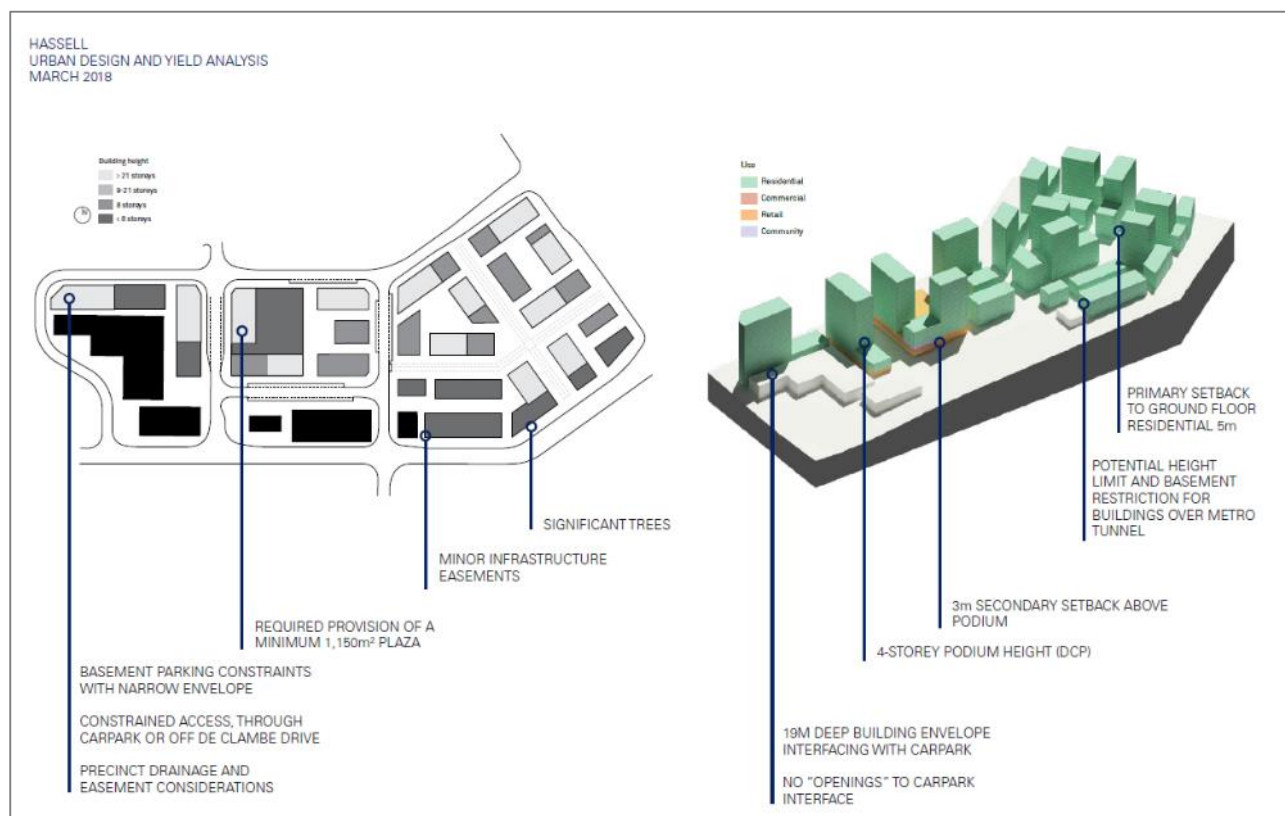 HASSELL
URBAN DESIGN AND YIELD ANALYSIS
MARCH 2018
Building height
> 21 storeys
9-21 storeys
8 storeys
< 8 storeys
Use
Residential
Commercial
Retail
Community
SIGNIFICANT TREES
MINOR INFRASTRUCTURE
EASEMENTS
REQUIRED PROVISION OF A
MINIMUM 1,150m² PLAZA
BASEMENT PARKING CONSTRAINTS
WITH NARROW ENVELOPE
CONSTRAINED ACCESS, THROUGH
CARPARK OR OFF DE CLAMBE DRIVE
PRECINCT DRAINAGE AND
EASEMENT CONSIDERATIONS
PRIMARY SETBACK
TO GROUND FLOOR
RESIDENTIAL 5m
POTENTIAL HEIGHT
LIMIT AND BASEMENT
RESTRICTION FOR
BUILDINGS OVER METRO
TUNNEL
3m SECONDARY SETBACK ABOVE
PODIUM
4-STOREY PODIUM HEIGHT (DCP)
19M DEEP BUILDING ENVELOPE
INTERFACING WITH CARPARK
NO "OPENINGS" TO CARPARK
INTERFACE